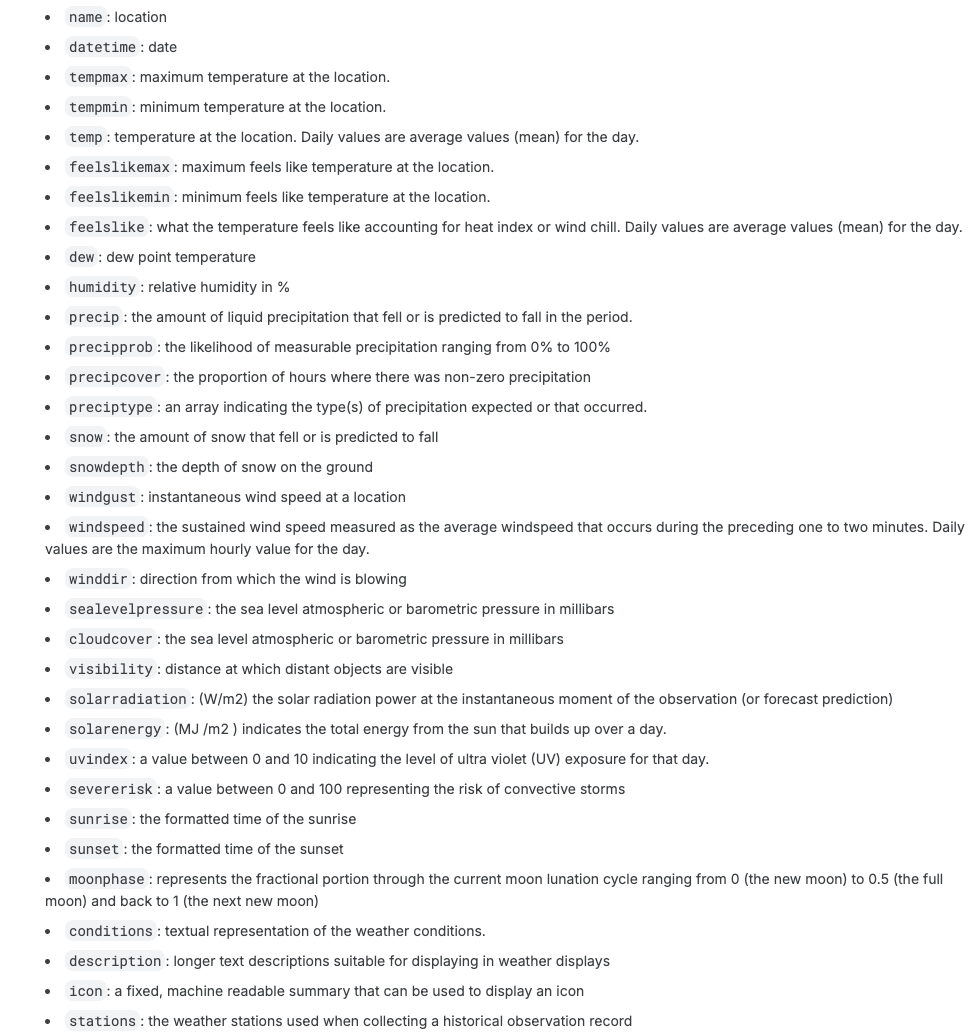 • name : location
• datetime : date
• tempmax : maximum temperature at the location.
• tempmin : minimum temperature at the location.
• temp : temperature at the location. Daily values are average values (mean) for the day.
• feelslikemax : maximum feels like temperature at the location.
• feelslikemin : minimum feels like temperature at the location.
• feelslike : what the temperature feels like accounting for heat index or wind chill. Daily values are average values (mean) for the day.
• dew : dew point temperature
• humidity : relative humidity in %
• precip : the amount of liquid precipitation that fell or is predicted to fall in the period.
• precipprob : the likelihood of measurable precipitation ranging from 0% to 100%
• precipcover : the proportion of hours where there was non-zero precipitation
• preciptype : an array indicating the type(s) of precipitation expected or that occurred.
• snow : the amount of snow that fell or is predicted to fall
• snowdepth : the depth of snow on the ground
• windgust : instantaneous wind speed at a location
• windspeed : the sustained wind speed measured as the average windspeed that occurs during the preceding one to two minutes. Daily
values are the maximum hourly value for the day.
• winddir : direction from which the wind is blowing
• sealevelpressure : the sea level atmospheric or barometric pressure in millibars
• cloudcover : the sea level atmospheric or barometric pressure in millibars
• visibility : distance at which distant objects are visible
• solarradiation : (W/m2) the solar radiation power at the instantaneous moment of the observation (or forecast prediction)
• solarenergy : (MJ /m2 ) indicates the total energy from the sun that builds up over a day.
• uvindex : a value between 0 and 10 indicating the level of ultra violet (UV) exposure for that day.
• severerisk : a value between 0 and 100 representing the risk of convective storms
• sunrise : the formatted time of the sunrise
• sunset : the formatted time of the sunset
• moonphase : represents the fractional portion through the current moon lunation cycle ranging from 0 (the new moon) to 0.5 (the full
moon) and back to 1 (the next new moon)
• conditions : textual representation of the weather conditions.
• description : longer text descriptions suitable for displaying in weather displays
• icon : a fixed, machine readable summary that can be used to display an icon
• stations : the weather stations used when collecting a historical observation record